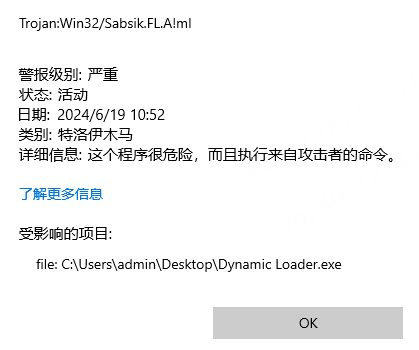 Trojan:Win32/Sabsik.FL.A!ml
警报级别: 严重
状态: 活动
日期: 2024/6/19 10:52
类别: 特洛伊木马
详细信息: 这个程序很危险，而且执行来自攻击者的命令。
了解更多信息
受影响的项目:
file: C:\Users\admin\Desktop\Dynamic Loader.exe
OK